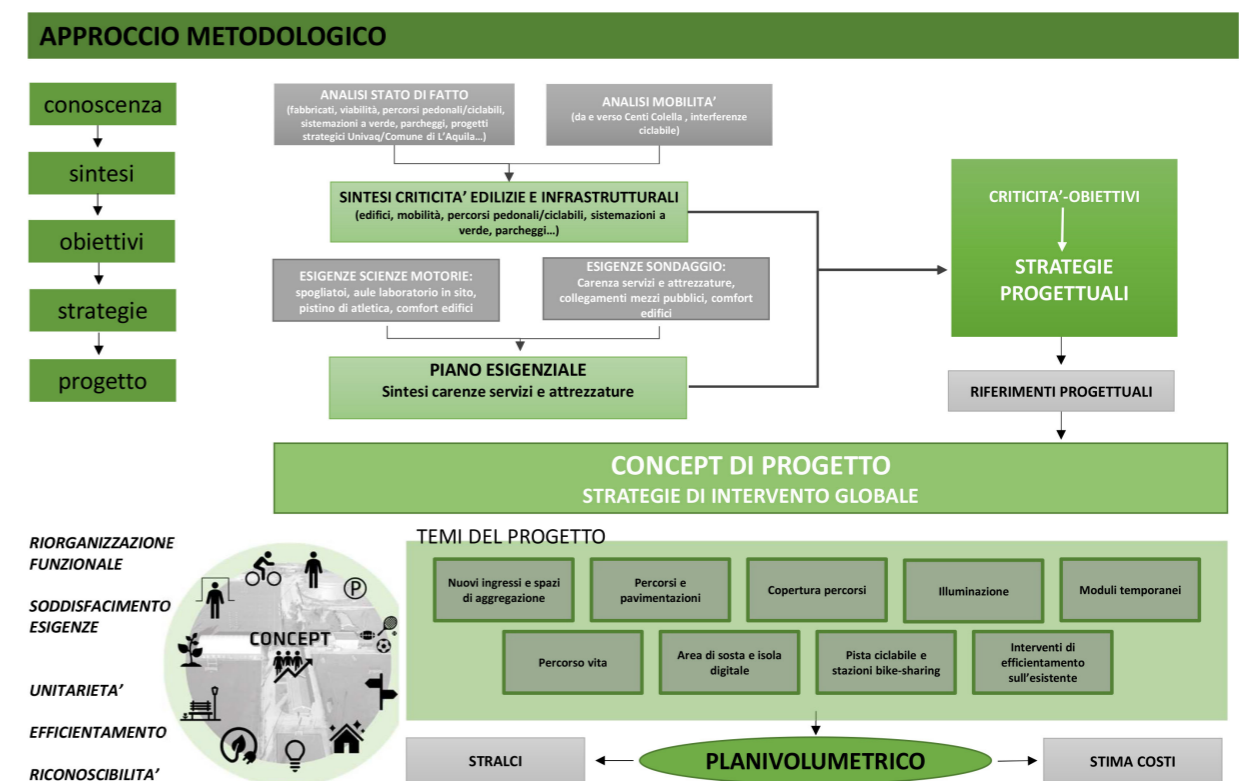 APPROCCIO METODOLOGICO
conoscenza
sintesi
obiettivi
strategie
progetto
ANALISI STATO DI FATTO
(fabbricati, viabilità, percorsi pedonali/ciclabili,
sistemazioni a verde, parcheggi, progetti
strategici Univaq/Comune di L'Aquila…)
ANALISI MOBILITA'
(da e verso Centi Colella , interferenze
ciclabile)
SINTESI CRITICITA' EDILIZIE E INFRASTRUTTURALI
(edifici, mobilità, percorsi pedonali/ciclabili, sistemazioni a
verde, parcheggi…)
ESIGENZE SCIENZE MOTORIE:
spogliatoi, aule laboratorio in sito,
pistino di atletica, comfort edifici
ESIGENZE SONDAGGIO:
Carenza servizi e attrezzature,
collegamenti mezzi pubblici, comfort
edifici
PIANO ESIGENZIALE
Sintesi carenze servizi e attrezzature
CRITICITA'-OBIETTIVI
STRATEGIE
PROGETTUALI
RIFERIMENTI PROGETTUALI
CONCEPT DI PROGETTO
STRATEGIE DI INTERVENTO GLOBALE
RIORGANIZZAZIONE
FUNZIONALE
SODDISFACIMENTO
ESIGENZE
UNITARIETA'
EFFICIENTAMENTO
RICONOSCIBILITA'
P
CONCEPT
TEMI DEL PROGETTO
Nuovi ingressi e spazi
di aggregazione
Percorsi e
pavimentazioni
Copertura percorsi
Illuminazione
Moduli temporanei
Percorso vita
Area di sosta e isola
digitale
Pista ciclabile e
stazioni bike-sharing
Interventi di
efficientamento
sull'esistente
STRALCI
PLANIVOLUMETRICO
STIMA COSTI